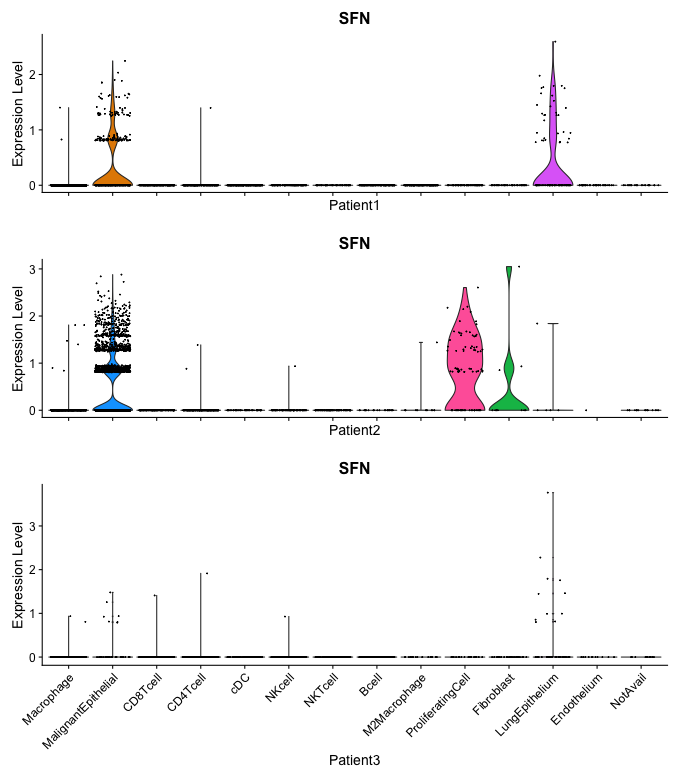 SFN
Expression Level
2
1
0
Patient1
SFN
Expression Level
3
2
1
0
Patient2
SFN
Expression Level
3
2
1
0
Macrophage
MalignantEpithelial
CD8Tcell
CD4Tcell
cDC
NKcell
NKTcell
Bcell
M2Macrophage
ProliferatingCell
Fibroblast
LungEpithelium
Endothelium
NotAvail
Patient3